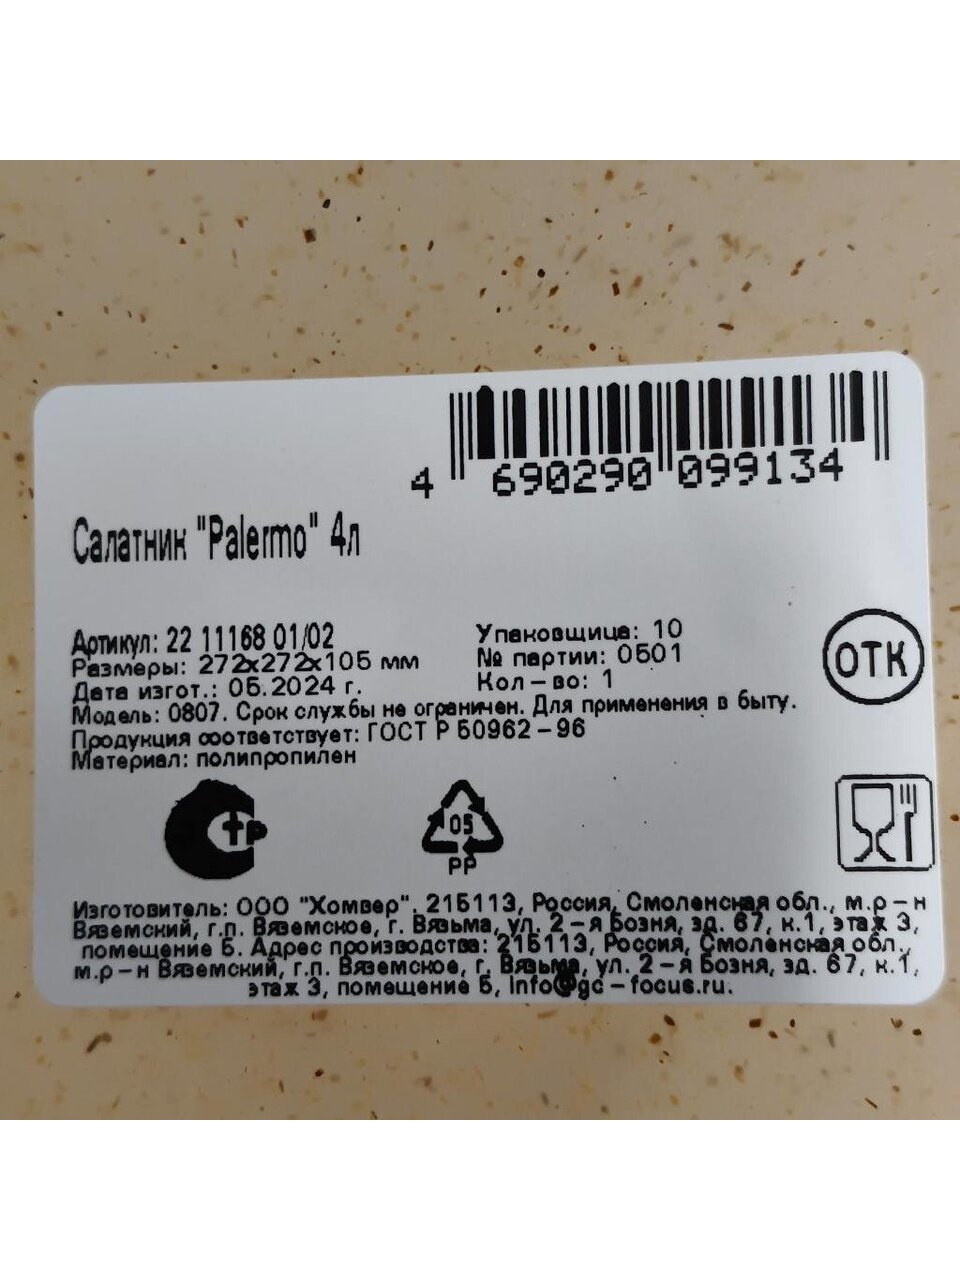 4 690290 099134
Салатник "Palermo" 4л
Артикул: 22 11168 01/02
Размеры: 272х272х105 мм
Дата изгот.: 05.2024 г.
Упаковщица: 10
№ партии: 0501
Кол-во: 1
ОТК
Модель: 0807. Срок службы не ограничен. Для применения в быту.
Продукция соответствует: ГОСТ Р 50962-96
Материал: полипропилен
тр
05
PP
Изготовитель: ООО "Хомвер". 215113, Россия, Смоленская обл., м.р-н
Вяземский, г.п. Вяземское, г. Вязьма, ул. 2-я Бозня, зд. 67, к.1, этаж 3,
помещение Б. Адрес производства: 215113, Россия, Смоленская обл.,
м.р-н Вяземский, г.п. Вяземское, г. Вязьма, ул. 2-я Бозня, зд. 67, к.1,
этаж 3, помещение Б, info@gc-focus.ru.